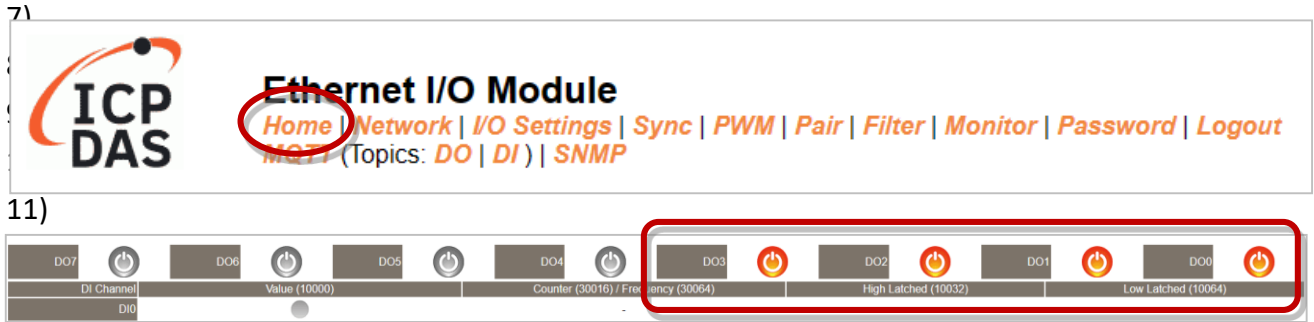 7)
ICP
DAS
Ethernet I/O Module
Home | Network | I/O Settings | Sync | PWM | Pair | Filter | Monitor | Password | Logout
MQTT (Topics: DO | DI ) | SNMP
11)
DO7 DO6 DO5 DO4 DO3 DO2 DO1 DO0
DI Channel Value (10000) Counter (30016) / Frequency (30064) High Latched (10032) Low Latched (10064)
DI0 -